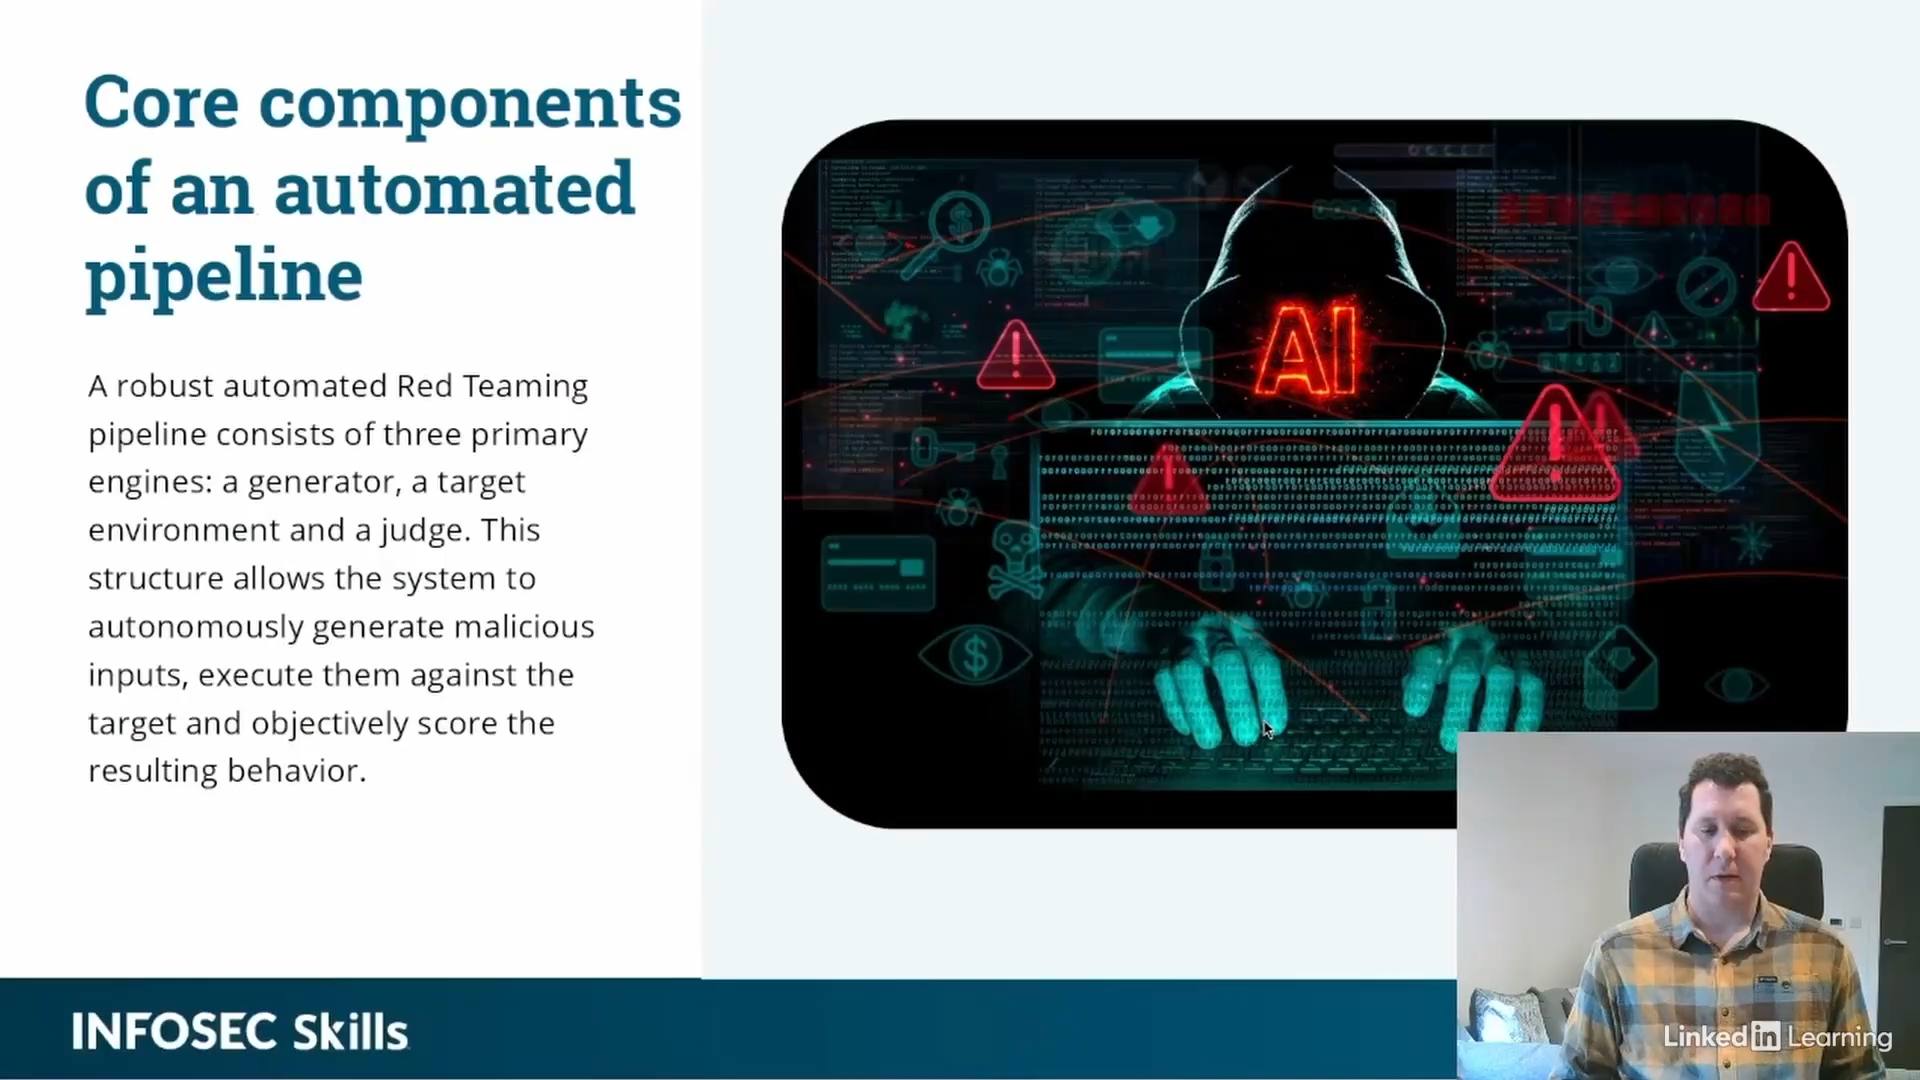 Core components
of an automated
pipeline
A robust automated Red Teaming
pipeline consists of three primary
engines: a generator, a target
environment and a judge. This
structure allows the system to
autonomously generate malicious
inputs, execute them against the
target and objectively score the
resulting behavior.
AI
INFOSEC Skills
Linked in Learning